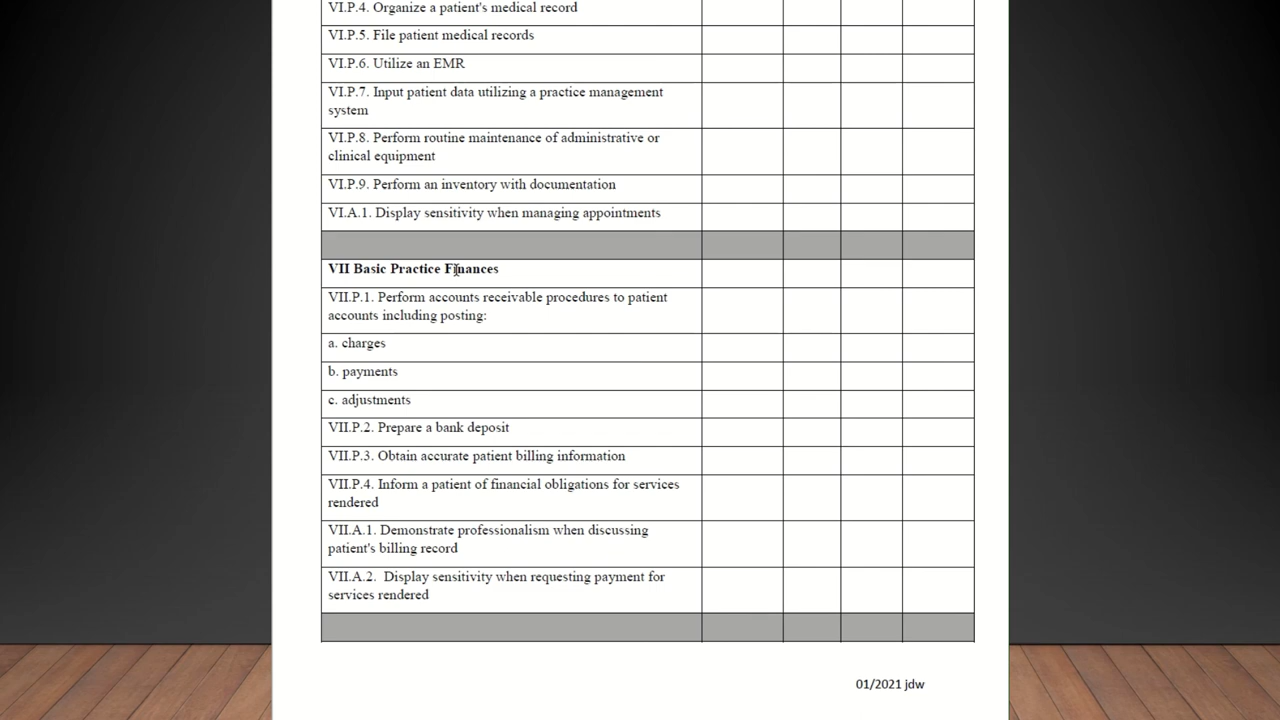 VI.P.4. Organize a patient's medical record
VI.P.5. File patient medical records
VI.P.6. Utilize an EMR
VI.P.7. Input patient data utilizing a practice management
system
VI.P.8. Perform routine maintenance of administrative or
clinical equipment
VI.P.9. Perform an inventory with documentation
VI.A.1. Display sensitivity when managing appointments
VII Basic Practice Finances
VII.P.1. Perform accounts receivable procedures to patient
accounts including posting:
a. charges
b. payments
c. adjustments
VII.P.2. Prepare a bank deposit
VII.P.3. Obtain accurate patient billing information
VII.P.4. Inform a patient of financial obligations for services
rendered
VII.A.1. Demonstrate professionalism when discussing
patient's billing record
VII.A.2.  Display sensitivity when requesting payment for
services rendered
01/2021 jdw